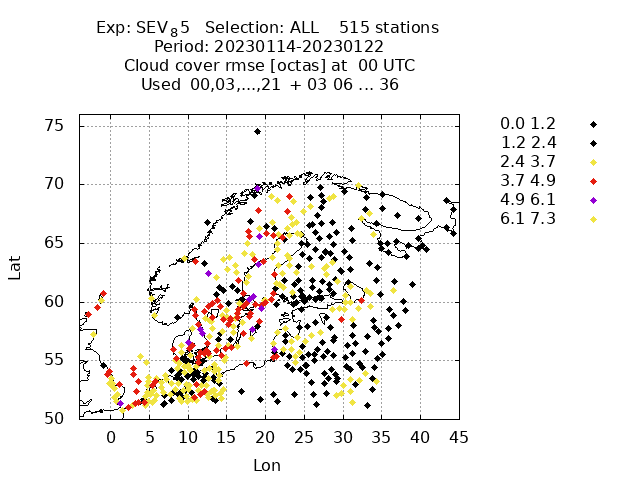 Exp: SEV8 5 Selection: ALL 515 stations
Period: 20230114-20230122
Cloud cover rmse [octas] at 00 UTC
Used 00,03,...,21 + 03 06 ... 36
75
70
65
60
55
50
Lat
0 5 10 15 20 25 30 35 40 45
Lon
0.0 1.2
1.2 2.4
2.4 3.7
3.7 4.9
4.9 6.1
6.1 7.3